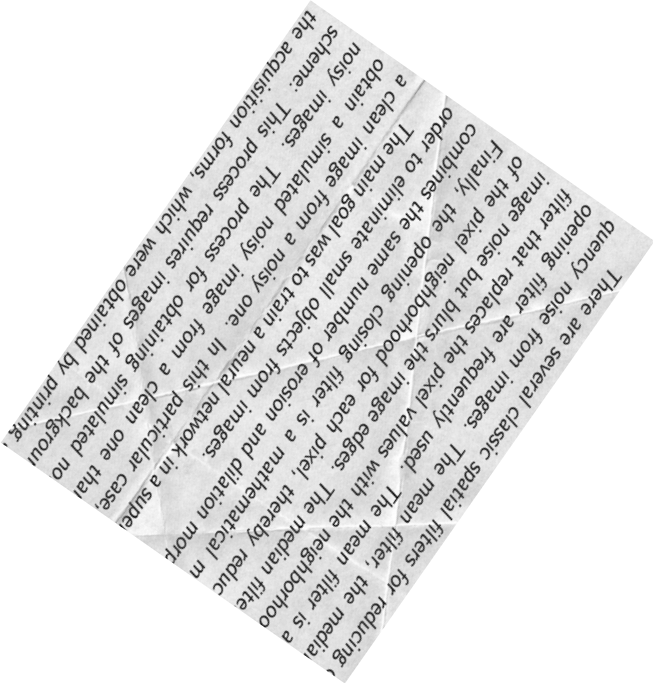 There are several classic spatial filters for reducing
quency noise from images. The mean filter, the media
opening filter are frequently used. The mean filter is a
filter that replaces the pixel values with the neighborhoo
image noise but blurs the image edges. The median filte
of the pixel neighborhood for each pixel, thereby reduc
Finally, the opening closing filter is a mathematical m
combines the same number of erosion and dilation morp
order to eliminate small objects from images.
The main goal was to train a neural network in a supe
a clean image from a noisy one. In this particular case,
obtain a simulated noisy image from a clean one tha
noisy images. The process for obtaining simulated no
scheme: This process requires images of the backgrou
the acquisition forms which were obtained by printing